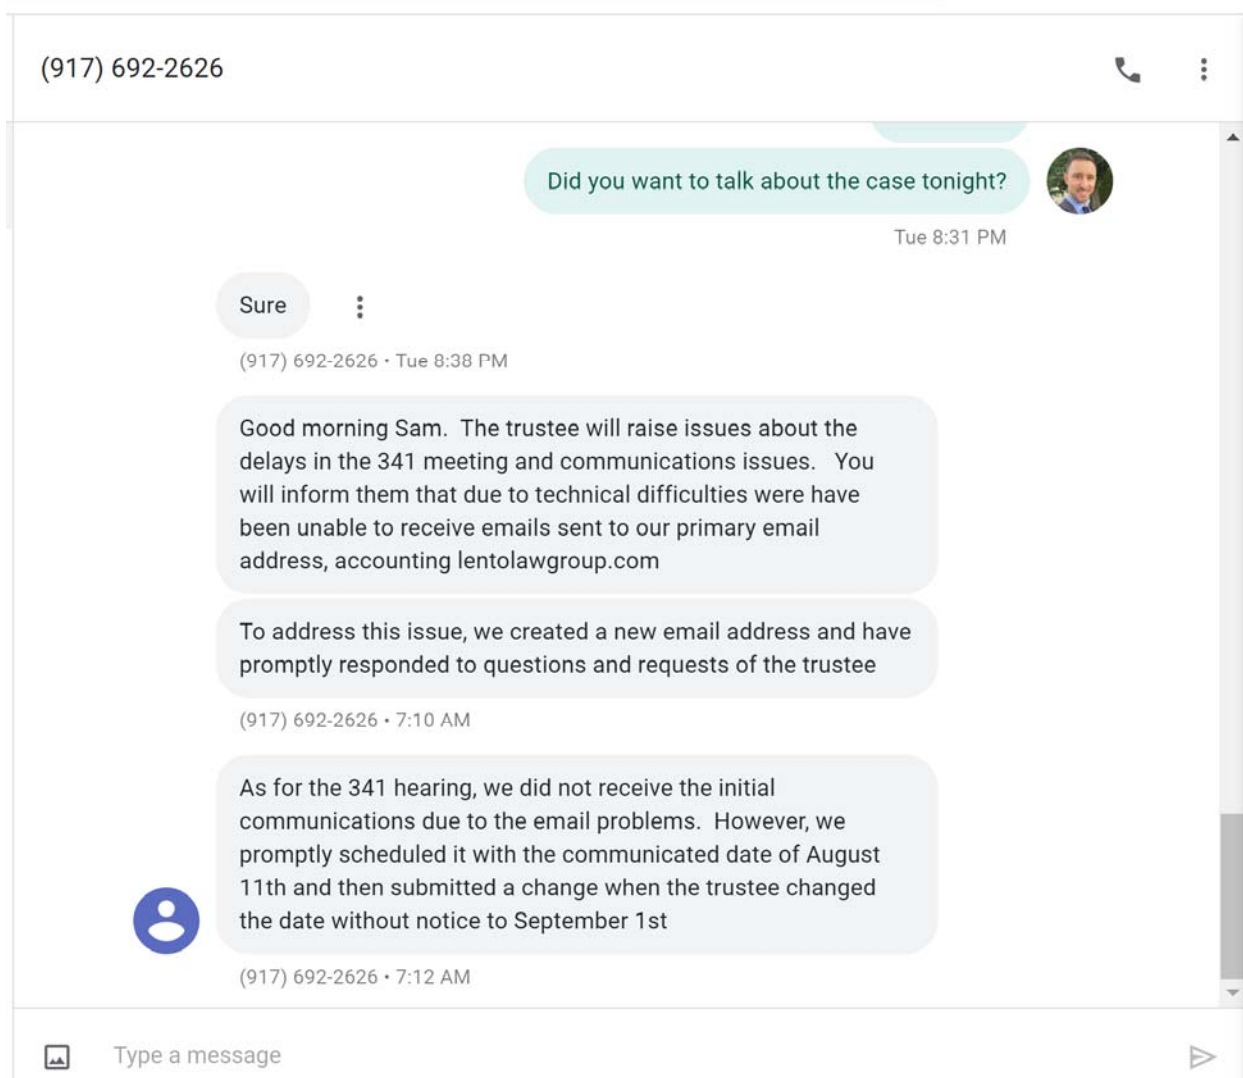 (917) 692-2626
Did you want to talk about the case tonight?
Tue 8:31 PM
Sure
(917) 692-2626 • Tue 8:38 PM
Good morning Sam.  The trustee will raise issues about the
delays in the 341 meeting and communications issues.   You
will inform them that due to technical difficulties were have
been unable to receive emails sent to our primary email
address, accounting lentolawgroup.com
To address this issue, we created a new email address and have
promptly responded to questions and requests of the trustee
(917) 692-2626 • 7:10 AM
As for the 341 hearing, we did not receive the initial
communications due to the email problems.  However, we
promptly scheduled it with the communicated date of August
11th and then submitted a change when the trustee changed
the date without notice to September 1st
(917) 692-2626 • 7:12 AM
Type a message